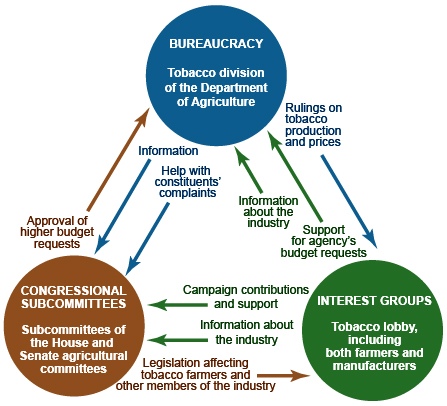 BUREAUCRACY
Tobacco division
of the Department
of Agriculture
Rulings on
tobacco
production
and prices
Information
Help with
constituents'
complaints
Information
about the
industry
Approval of
higher budget
requests
Support
for agency's
budget requests
CONGRESSIONAL
SUBCOMMITTEES
Subcommittees of
the House and
Senate agricultural
committees
Campaign contributions
and support
Information about
the industry
Legislation affecting
tobacco farmers and
other members of the industry
INTEREST GROUPS
Tobacco lobby,
including
both farmers and
manufacturers